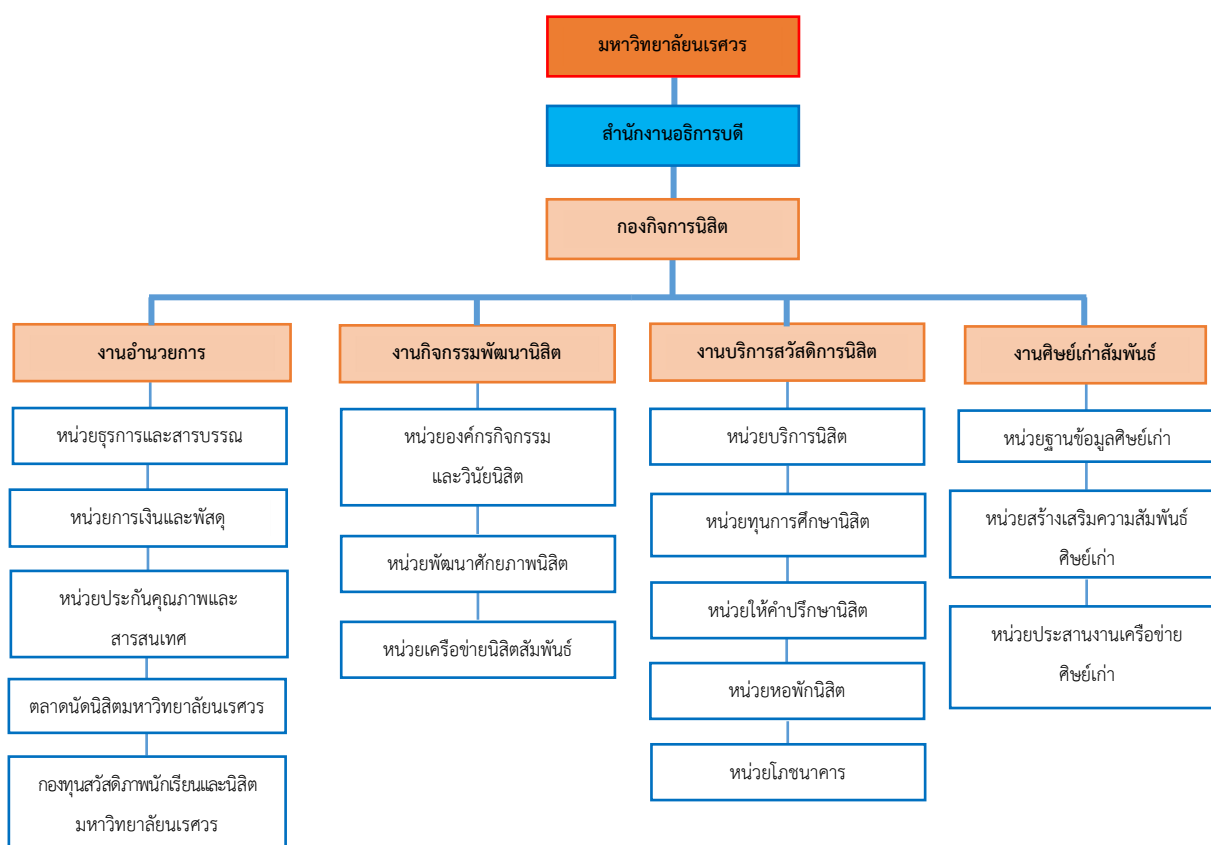 มหาวิทยาลัยนเรศวร
สำนักงานอธิการบดี
กองกิจการนิสิต
งานอำนวยการ
หน่วยธุรการและสารบรรณ
หน่วยการเงินและพัสดุ
หน่วยประกันคุณภาพและ
สารสนเทศ
ตลาดนัดนิสิตมหาวิทยาลัยนเรศวร
กองทุนสวัสดิภาพนักเรียนและนิสิต
มหาวิทยาลัยนเรศวร
งานกิจกรรมพัฒนานิสิต
หน่วยองค์กรกิจกรรม
และวินัยนิสิต
หน่วยพัฒนาศักยภาพนิสิต
หน่วยเครือข่ายนิสิตสัมพันธ์
งานบริการสวัสดิการนิสิต
หน่วยบริการนิสิต
หน่วยทุนการศึกษานิสิต
หน่วยให้คำปรึกษานิสิต
หน่วยหอพักนิสิต
หน่วยโภชนาคาร
งานศิษย์เก่าสัมพันธ์
หน่วยฐานข้อมูลศิษย์เก่า
หน่วยสร้างเสริมความสัมพันธ์
ศิษย์เก่า
หน่วยประสานงานเครือข่าย
ศิษย์เก่า